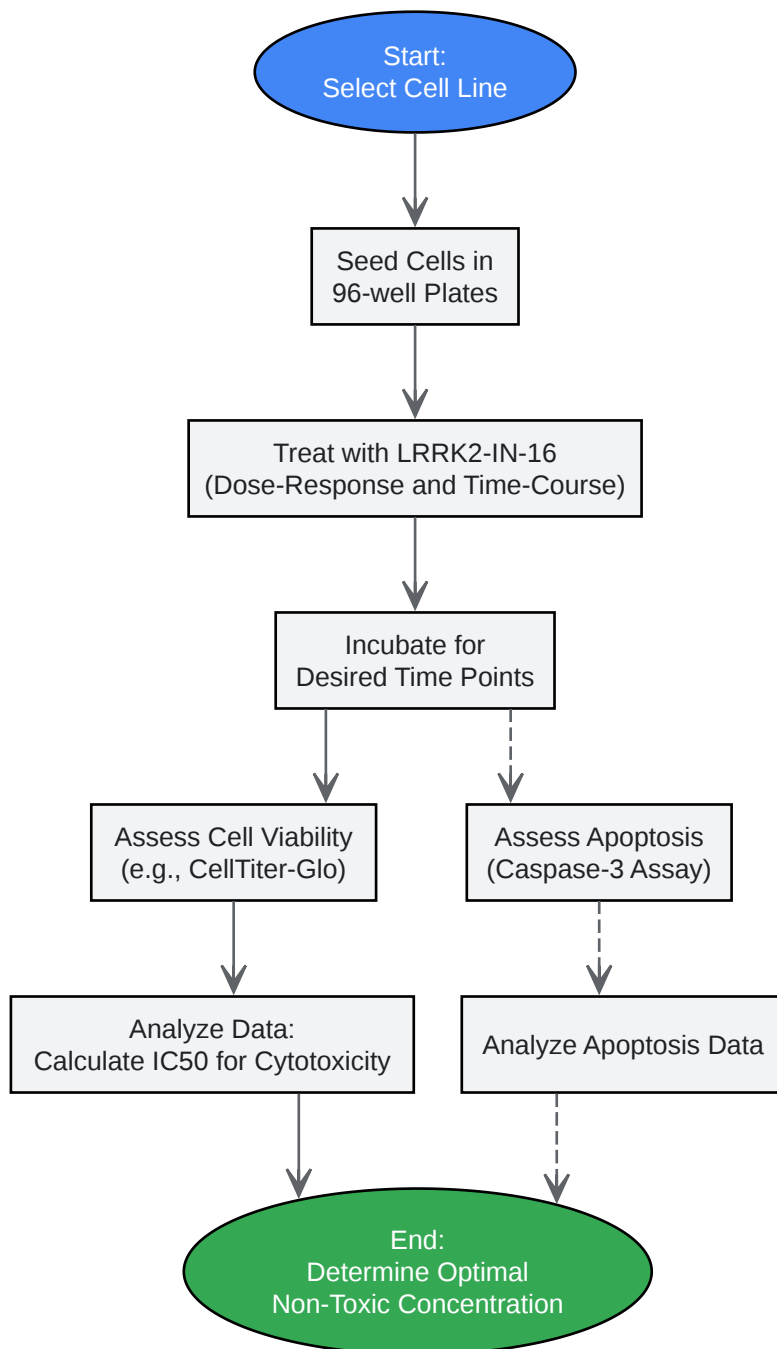 Start:
Select Cell Line
Seed Cells in
96-well Plates
Treat with LRRK2-IN-16
(Dose-Response and Time-Course)
Incubate for
Desired Time Points
Assess Cell Viability
(e.g., CellTiter-Glo)
Assess Apoptosis
(Caspase-3 Assay)
Analyze Data:
Calculate IC50 for Cytotoxicity
Analyze Apoptosis Data
End:
Determine Optimal
Non-Toxic Concentration